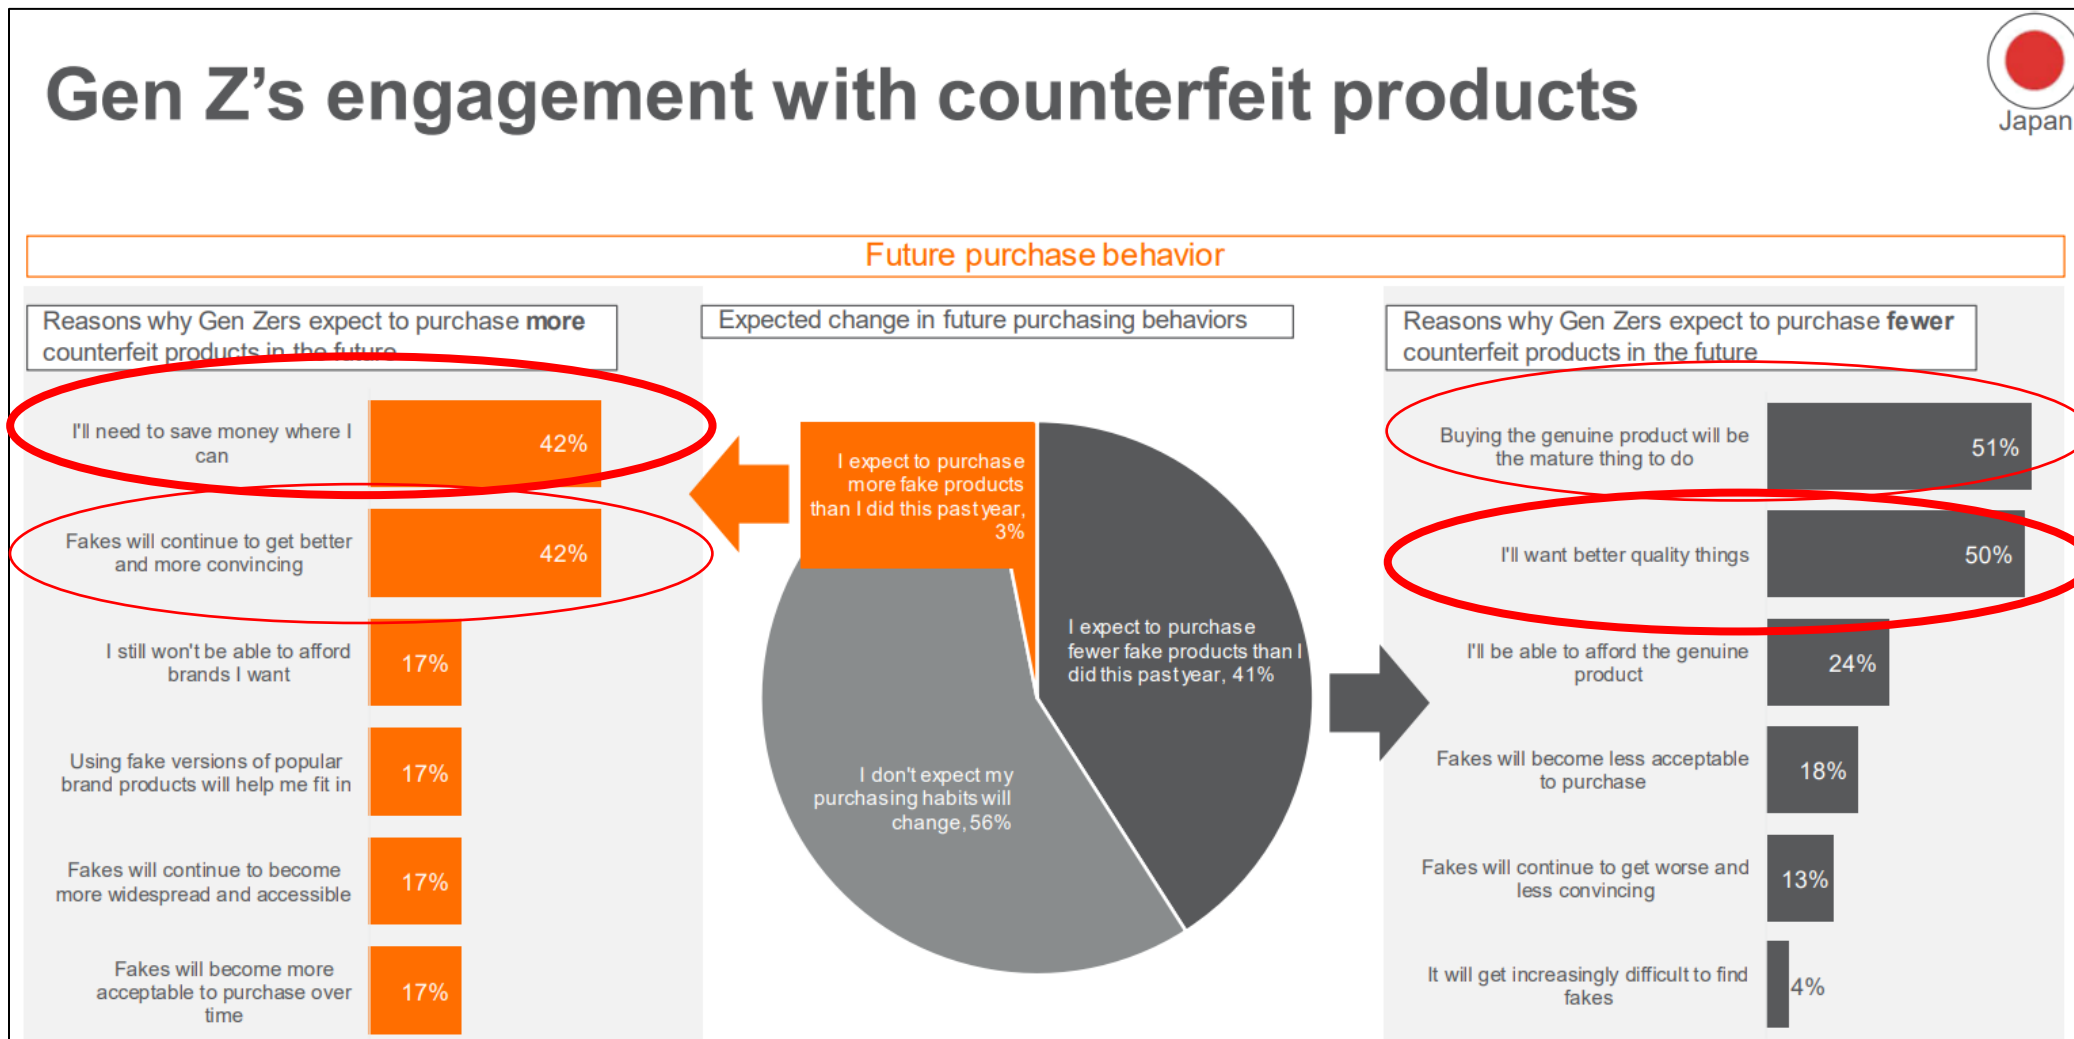 Gen Z's engagement with counterfeit products
Japan
Future purchase behavior
Reasons why Gen Zers expect to purchase more
counterfeit products in the future
I'll need to save money where I
can
42%
Fakes will continue to get better
and more convincing
42%
I still won't be able to afford
brands I want
17%
Using fake versions of popular
brand products will help me fit in
17%
Fakes will continue to become
more widespread and accessible
17%
Fakes will become more
acceptable to purchase over
time
17%
Expected change in future purchasing behaviors
I expect to purchase
more fake products
than I did this past year,
3%
I expect to purchase
fewer fake products than I
did this past year, 41%
I don't expect my
purchasing habits will
change, 56%
Reasons why Gen Zers expect to purchase fewer
counterfeit products in the future
Buying the genuine product will be
the mature thing to do
51%
I'll want better quality things
50%
I'll be able to afford the genuine
product
24%
Fakes will become less acceptable
to purchase
18%
Fakes will continue to get worse and
less convincing
13%
It will get increasingly difficult to find
fakes
4%